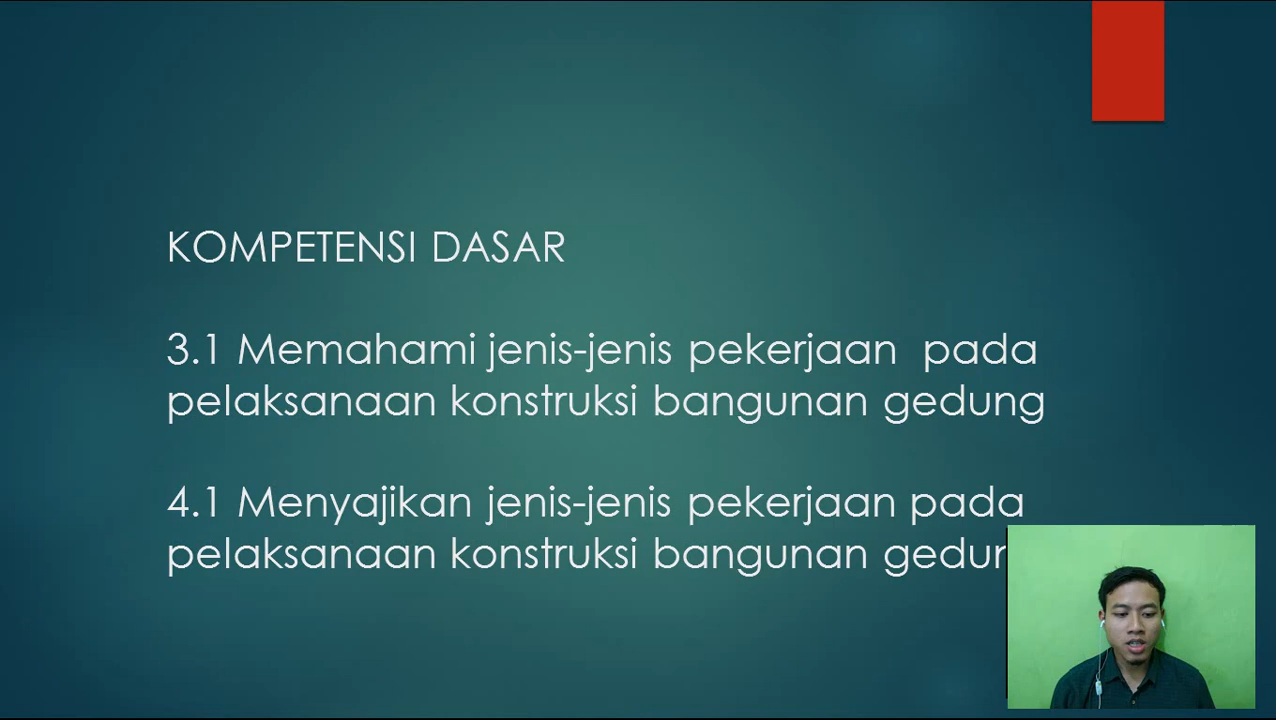 KOMPETENSI DASAR
3.1 Memahami jenis-jenis pekerjaan pada
pelaksanaan konstruksi bangunan gedung
4.1 Menyajikan jenis-jenis pekerjaan pada
pelaksanaan konstruksi bangunan